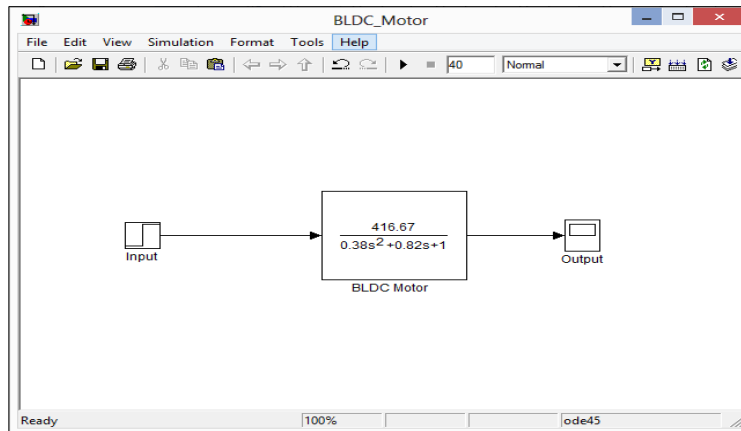 BLDC_Motor
File Edit View Simulation Format Tools Help
40 Normal
416.67
0.38s²+0.82s+1
Input
Output
BLDC Motor
Ready 100% ode45